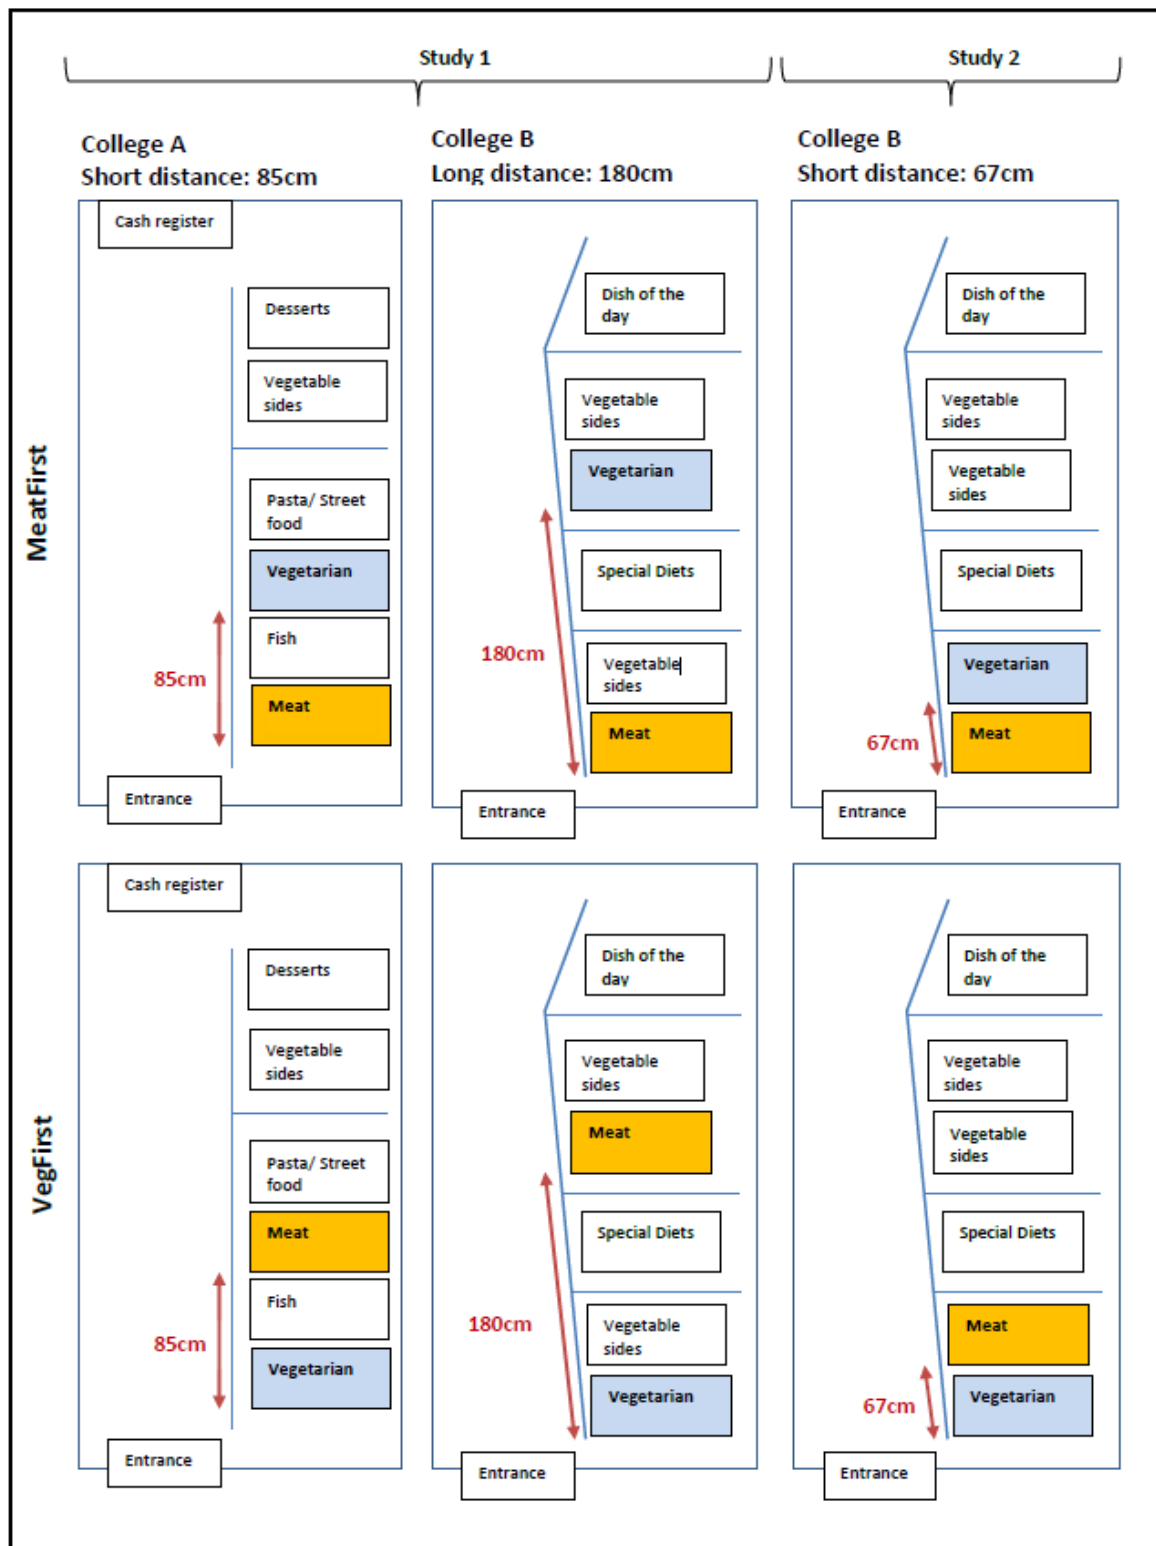 Study 1
Study 2
College A
Short distance: 85cm
College B
Long distance: 180cm
College B
Short distance: 67cm
MeatFirst
Cash register
Desserts
Vegetable
sides
Pasta/ Street
food
Vegetarian
Fish
Meat
85cm
Entrance
Dish of the
day
Vegetable
sides
Vegetarian
Special Diets
Vegetable
sides
Meat
180cm
Entrance
Dish of the
day
Vegetable
sides
Vegetable
sides
Special Diets
Vegetarian
Meat
67cm
Entrance
VegFirst
Cash register
Desserts
Vegetable
sides
Pasta/ Street
food
Meat
Fish
Vegetarian
85cm
Entrance
Dish of the
day
Vegetable
sides
Meat
Special Diets
Vegetable
sides
Vegetarian
180cm
Entrance
Dish of the
day
Vegetable
sides
Vegetable
sides
Special Diets
Meat
Vegetarian
67cm
Entrance